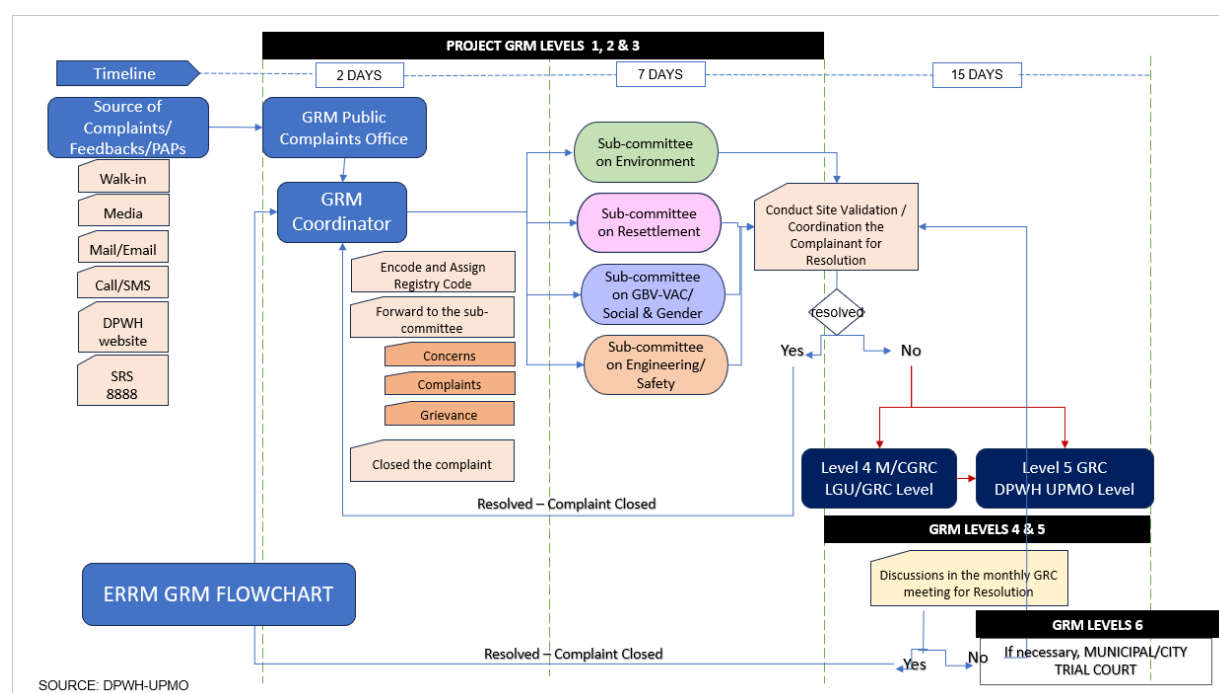 PROJECT GRM LEVELS 1, 2 & 3
Timeline
2 DAYS
7 DAYS
15 DAYS
Source of
Complaints/
Feedbacks/PAPs
GRM Public
Complaints Office
Walk-in
Media
Mail/Email
Call/SMS
DPWH
website
SRS
8888
GRM
Coordinator
Encode and Assign
Registry Code
Forward to the sub-
committee
Concerns
Complaints
Grievance
Closed the complaint
Sub-committee
on Environment
Sub-committee
on Resettlement
Sub-committee
on GBV-VAC/
Social & Gender
Sub-committee
on Engineering/
Safety
Conduct Site Validation /
Coordination the
Complainant for
Resolution
resolved
Yes
No
Level 4 M/CGRC
LGU/GRC Level
Level 5 GRC
DPWH UPMO Level
Resolved – Complaint Closed
GRM LEVELS 4 & 5
Discussions in the monthly GRC
meeting for Resolution
ERRM GRM FLOWCHART
GRM LEVELS 6
If necessary, MUNICIPAL/CITY
TRIAL COURT
Resolved – Complaint Closed
Yes
No
SOURCE: DPWH-UPMO